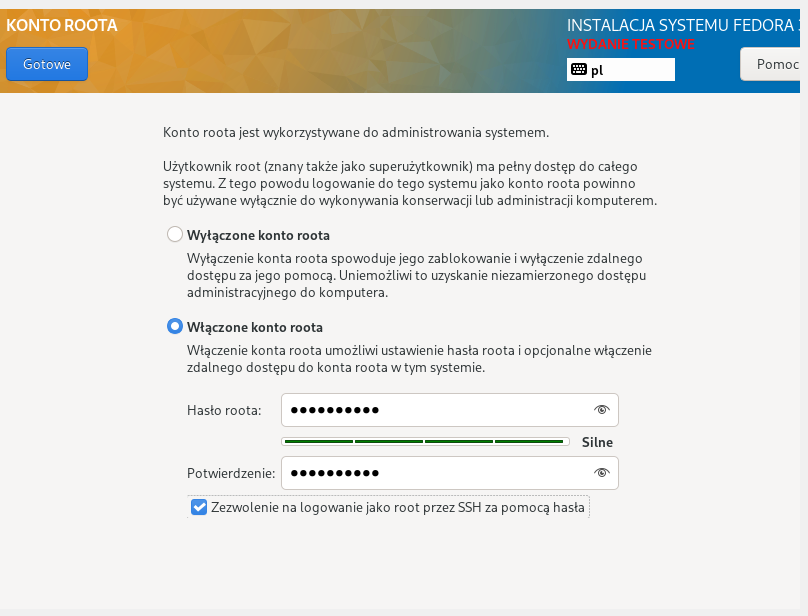 KONTO ROOTA
INSTALACJA SYSTEMU FEDORA
WYDANIE TESTOWE
Gotowe
pl
Pomoc
Konto roota jest wykorzystywane do administrowania systemem.
Użytkownik root (znany także jako superużytkownik) ma pełny dostęp do całego
systemu. Z tego powodu logowanie do tego systemu jako konto roota powinno
być używane wyłącznie do wykonywania konserwacji lub administracji komputerem.
Wyłączone konto roota
Wyłączenie konta roota spowoduje jego zablokowanie i wyłączenie zdalnego
dostępu za jego pomocą. Uniemożliwi to uzyskanie niezamierzonego dostępu
administracyjnego do komputera.
Włączone konto roota
Włączenie konta roota umożliwi ustawienie hasła roota i opcjonalne włączenie
zdalnego dostępu do konta roota w tym systemie.
Hasło roota: ●●●●●●●●●●
Silne
Potwierdzenie: ●●●●●●●●●●
Zezwolenie na logowanie jako root przez SSH za pomocą hasła